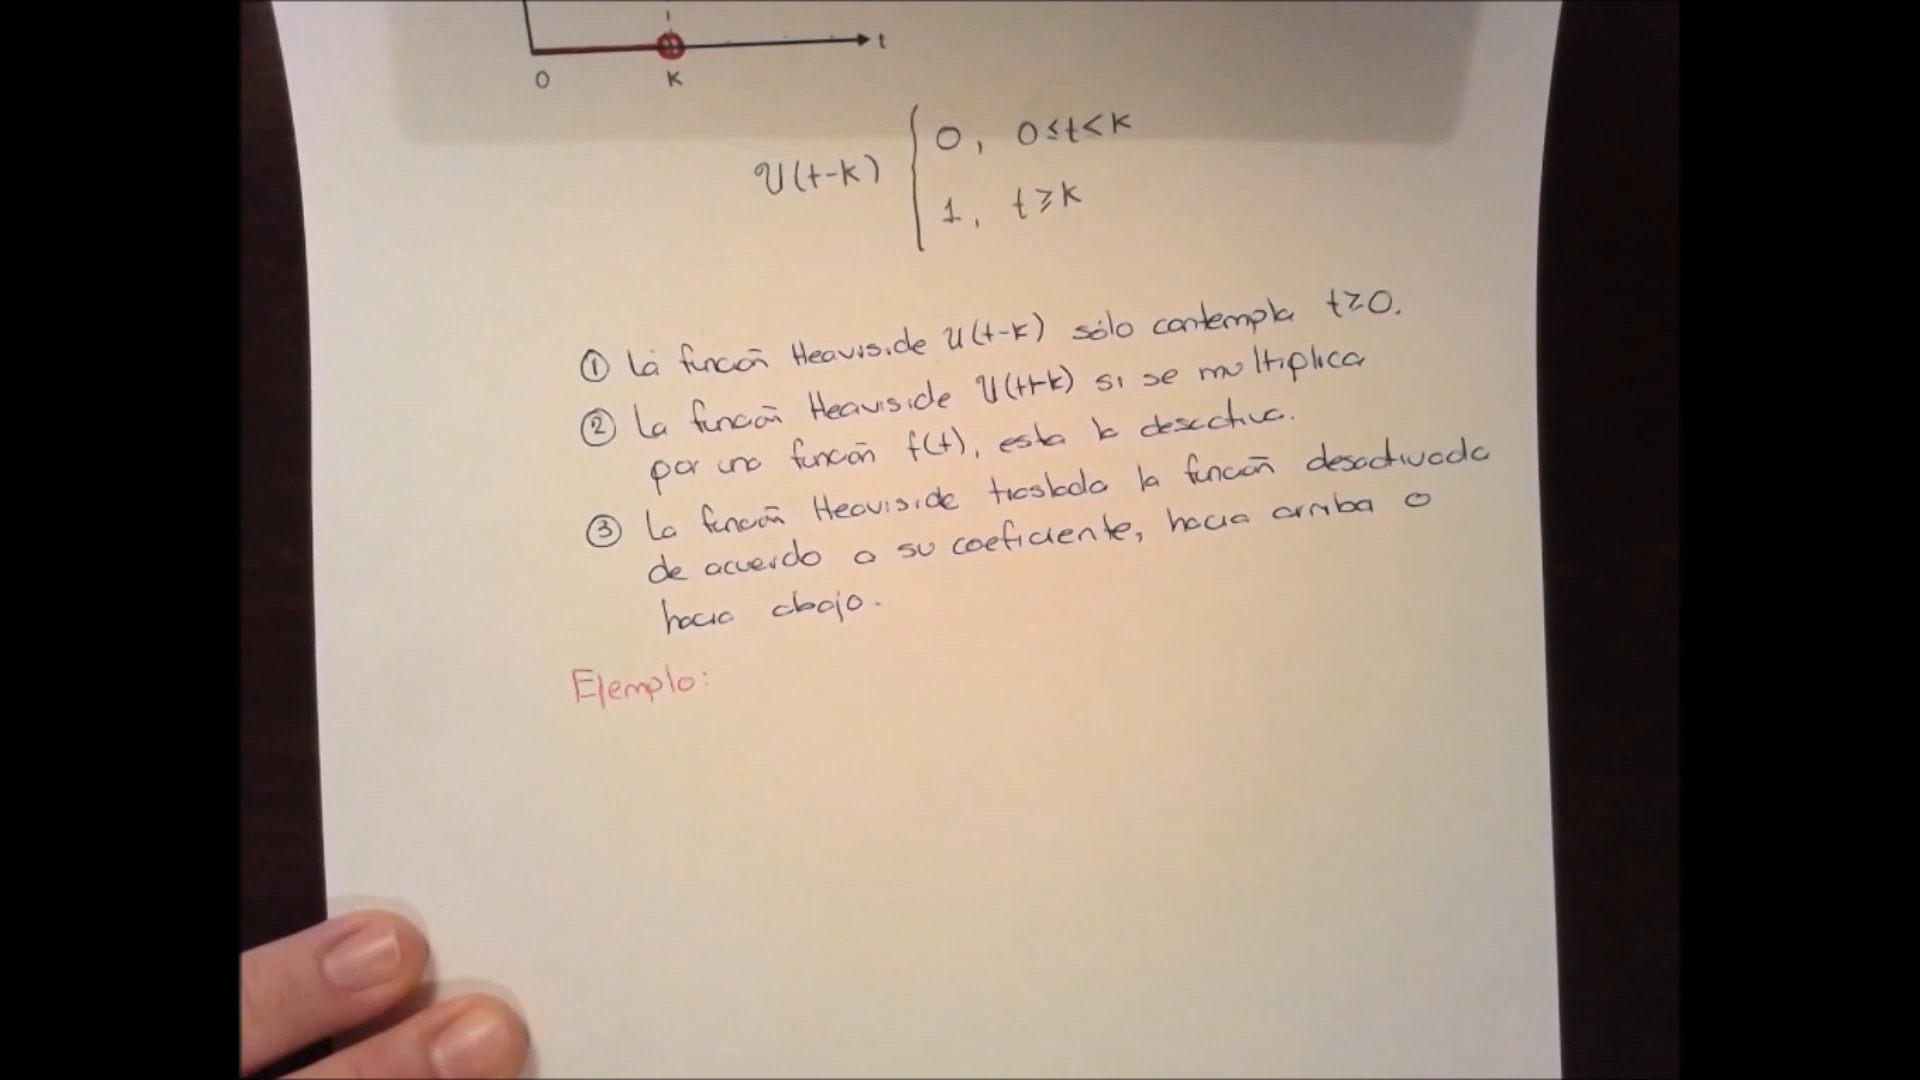 t
0 K
U(t-k) { 0, 0≤t<k
1, t≥k
① La función Heaviside U(t-k) sólo contempla t≥0.
② La función Heaviside U(t-k) si se multiplica
por una función f(t), esta la desactiva.
③ La función Heaviside traslada la función desactivada
de acuerdo a su coeficiente, hacia arriba o
hacia abajo.
Ejemplo: